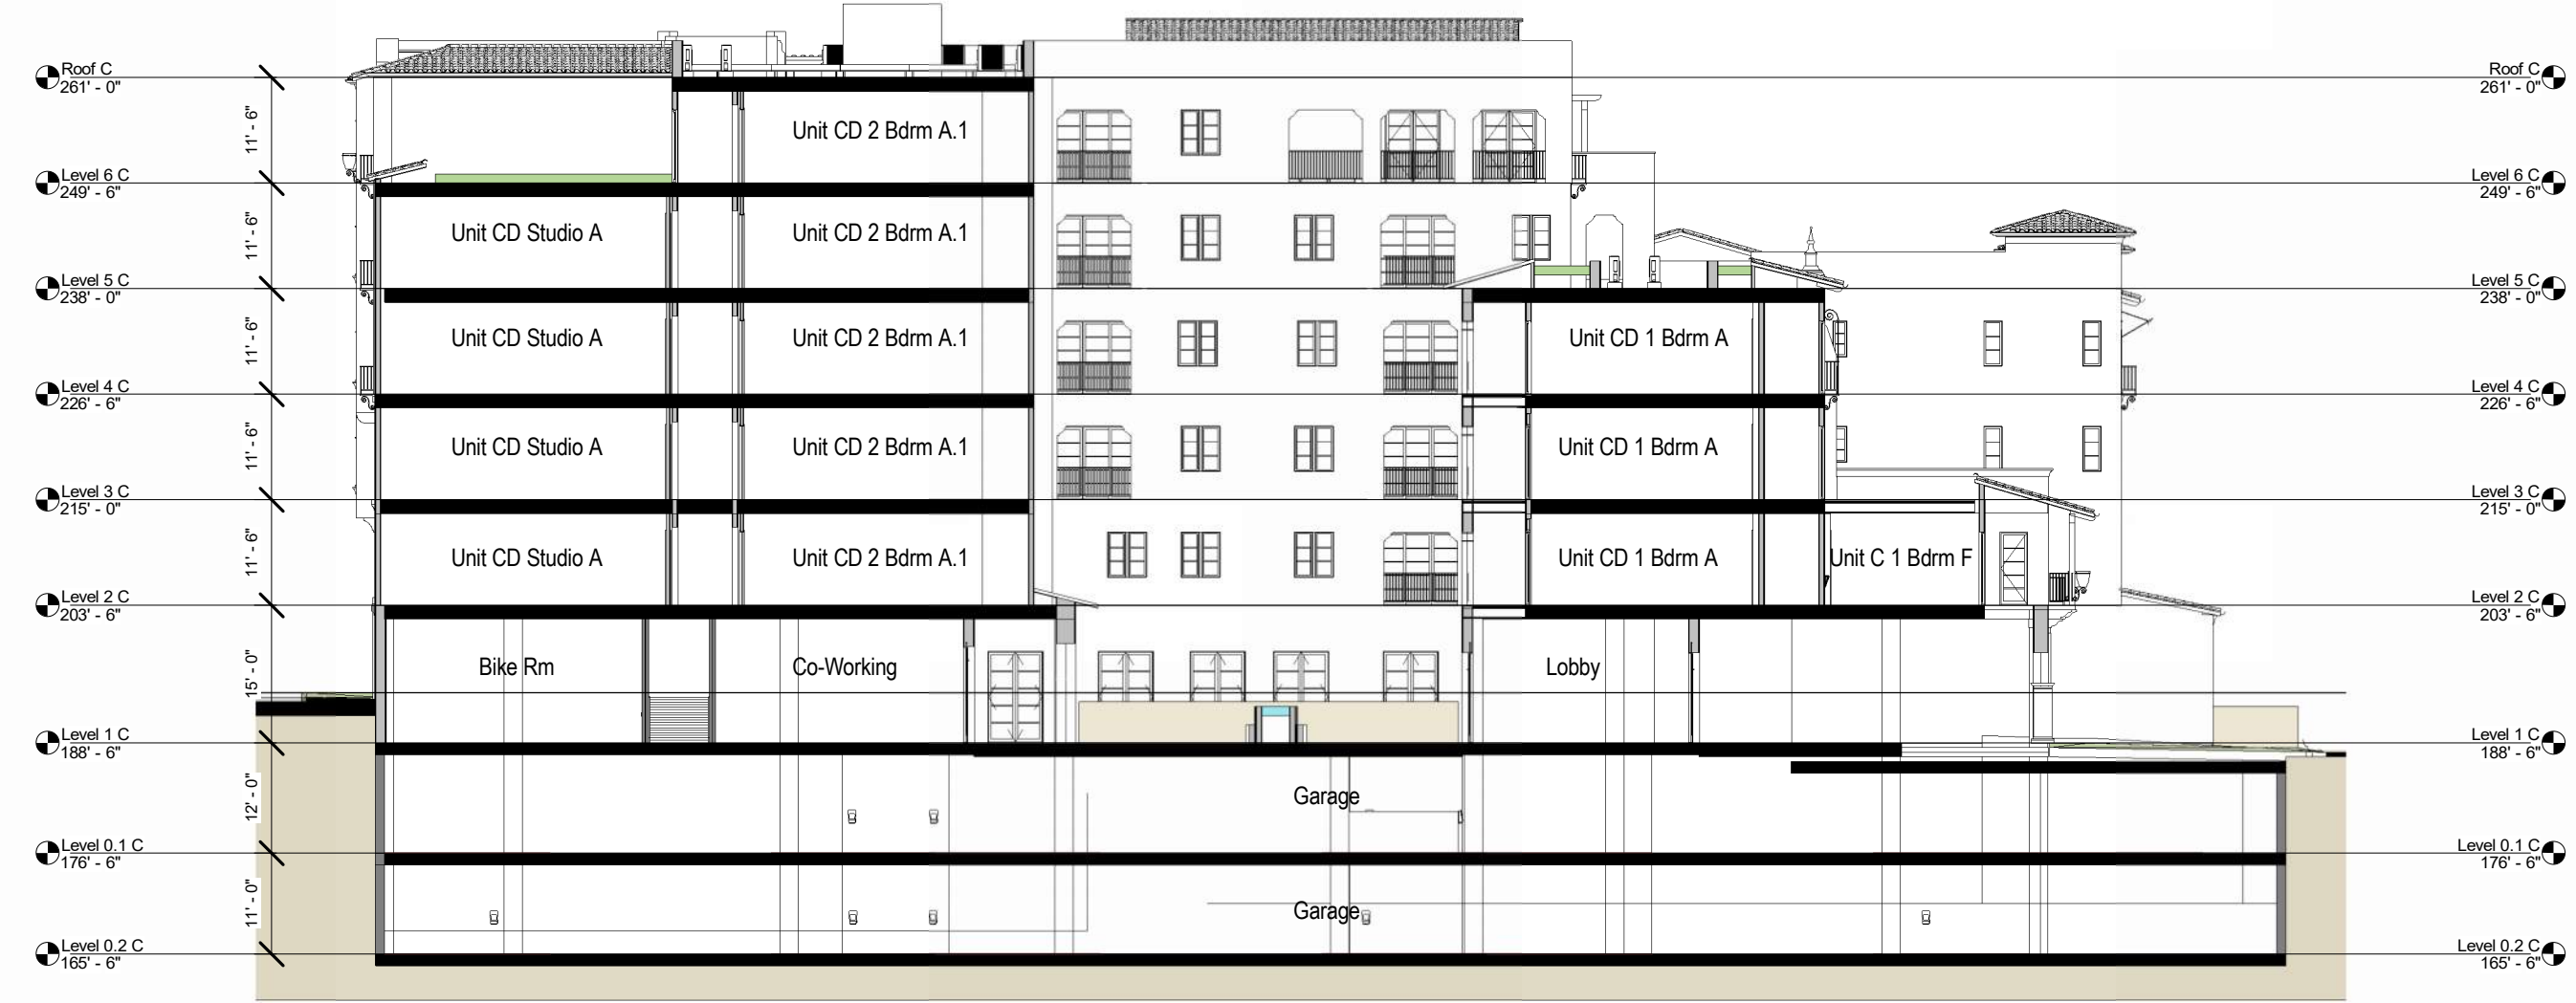 Roof C
261' - 0"
Roof C
261' - 0"
11' - 6"
Unit CD 2 Bdrm A.1
Level 6 C
249' - 6"
Level 6 C
249' - 6"
11' - 6"
Unit CD Studio A
Unit CD 2 Bdrm A.1
Level 5 C
238' - 0"
Level 5 C
238' - 0"
11' - 6"
Unit CD Studio A
Unit CD 2 Bdrm A.1
Unit CD 1 Bdrm A
Level 4 C
226' - 6"
Level 4 C
226' - 6"
11' - 6"
Unit CD Studio A
Unit CD 2 Bdrm A.1
Unit CD 1 Bdrm A
Level 3 C
215' - 0"
Level 3 C
215' - 0"
11' - 6"
Unit CD Studio A
Unit CD 2 Bdrm A.1
Unit CD 1 Bdrm A
Unit C 1 Bdrm F
Level 2 C
203' - 6"
Level 2 C
203' - 6"
15' - 0"
Bike Rm
Co-Working
Lobby
Level 1 C
188' - 6"
Level 1 C
188' - 6"
12' - 0"
Garage
Level 0.1 C
176' - 6"
Level 0.1 C
176' - 6"
11' - 0"
Garage
Level 0.2 C
165' - 6"
Level 0.2 C
165' - 6"